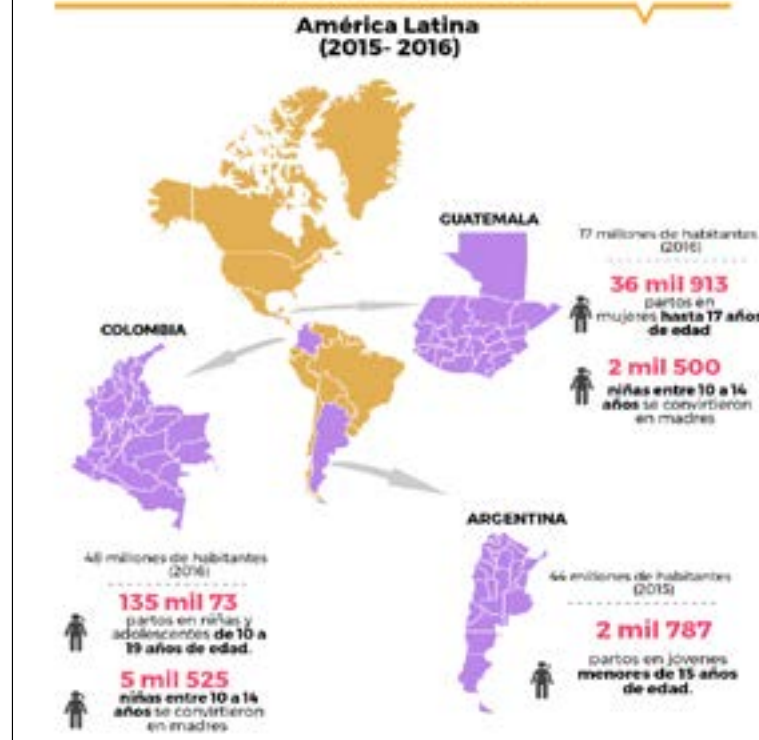 América Latina
(2015- 2016)
GUATEMALA
17 millones de habitantes
(2016)
36 mil 913
partos en
mujeres hasta 17 años
de edad
2 mil 500
niñas entre 10 a 14
años se convirtieron
en madres
COLOMBIA
48 millones de habitantes
(2016)
135 mil 73
partos en niñas y
adolescentes de 10 a
19 años de edad.
5 mil 525
niñas entre 10 a 14
años se convirtieron
en madres
ARGENTINA
44 millones de habitantes
(2015)
2 mil 787
partos en jóvenes
menores de 15 años
de edad.